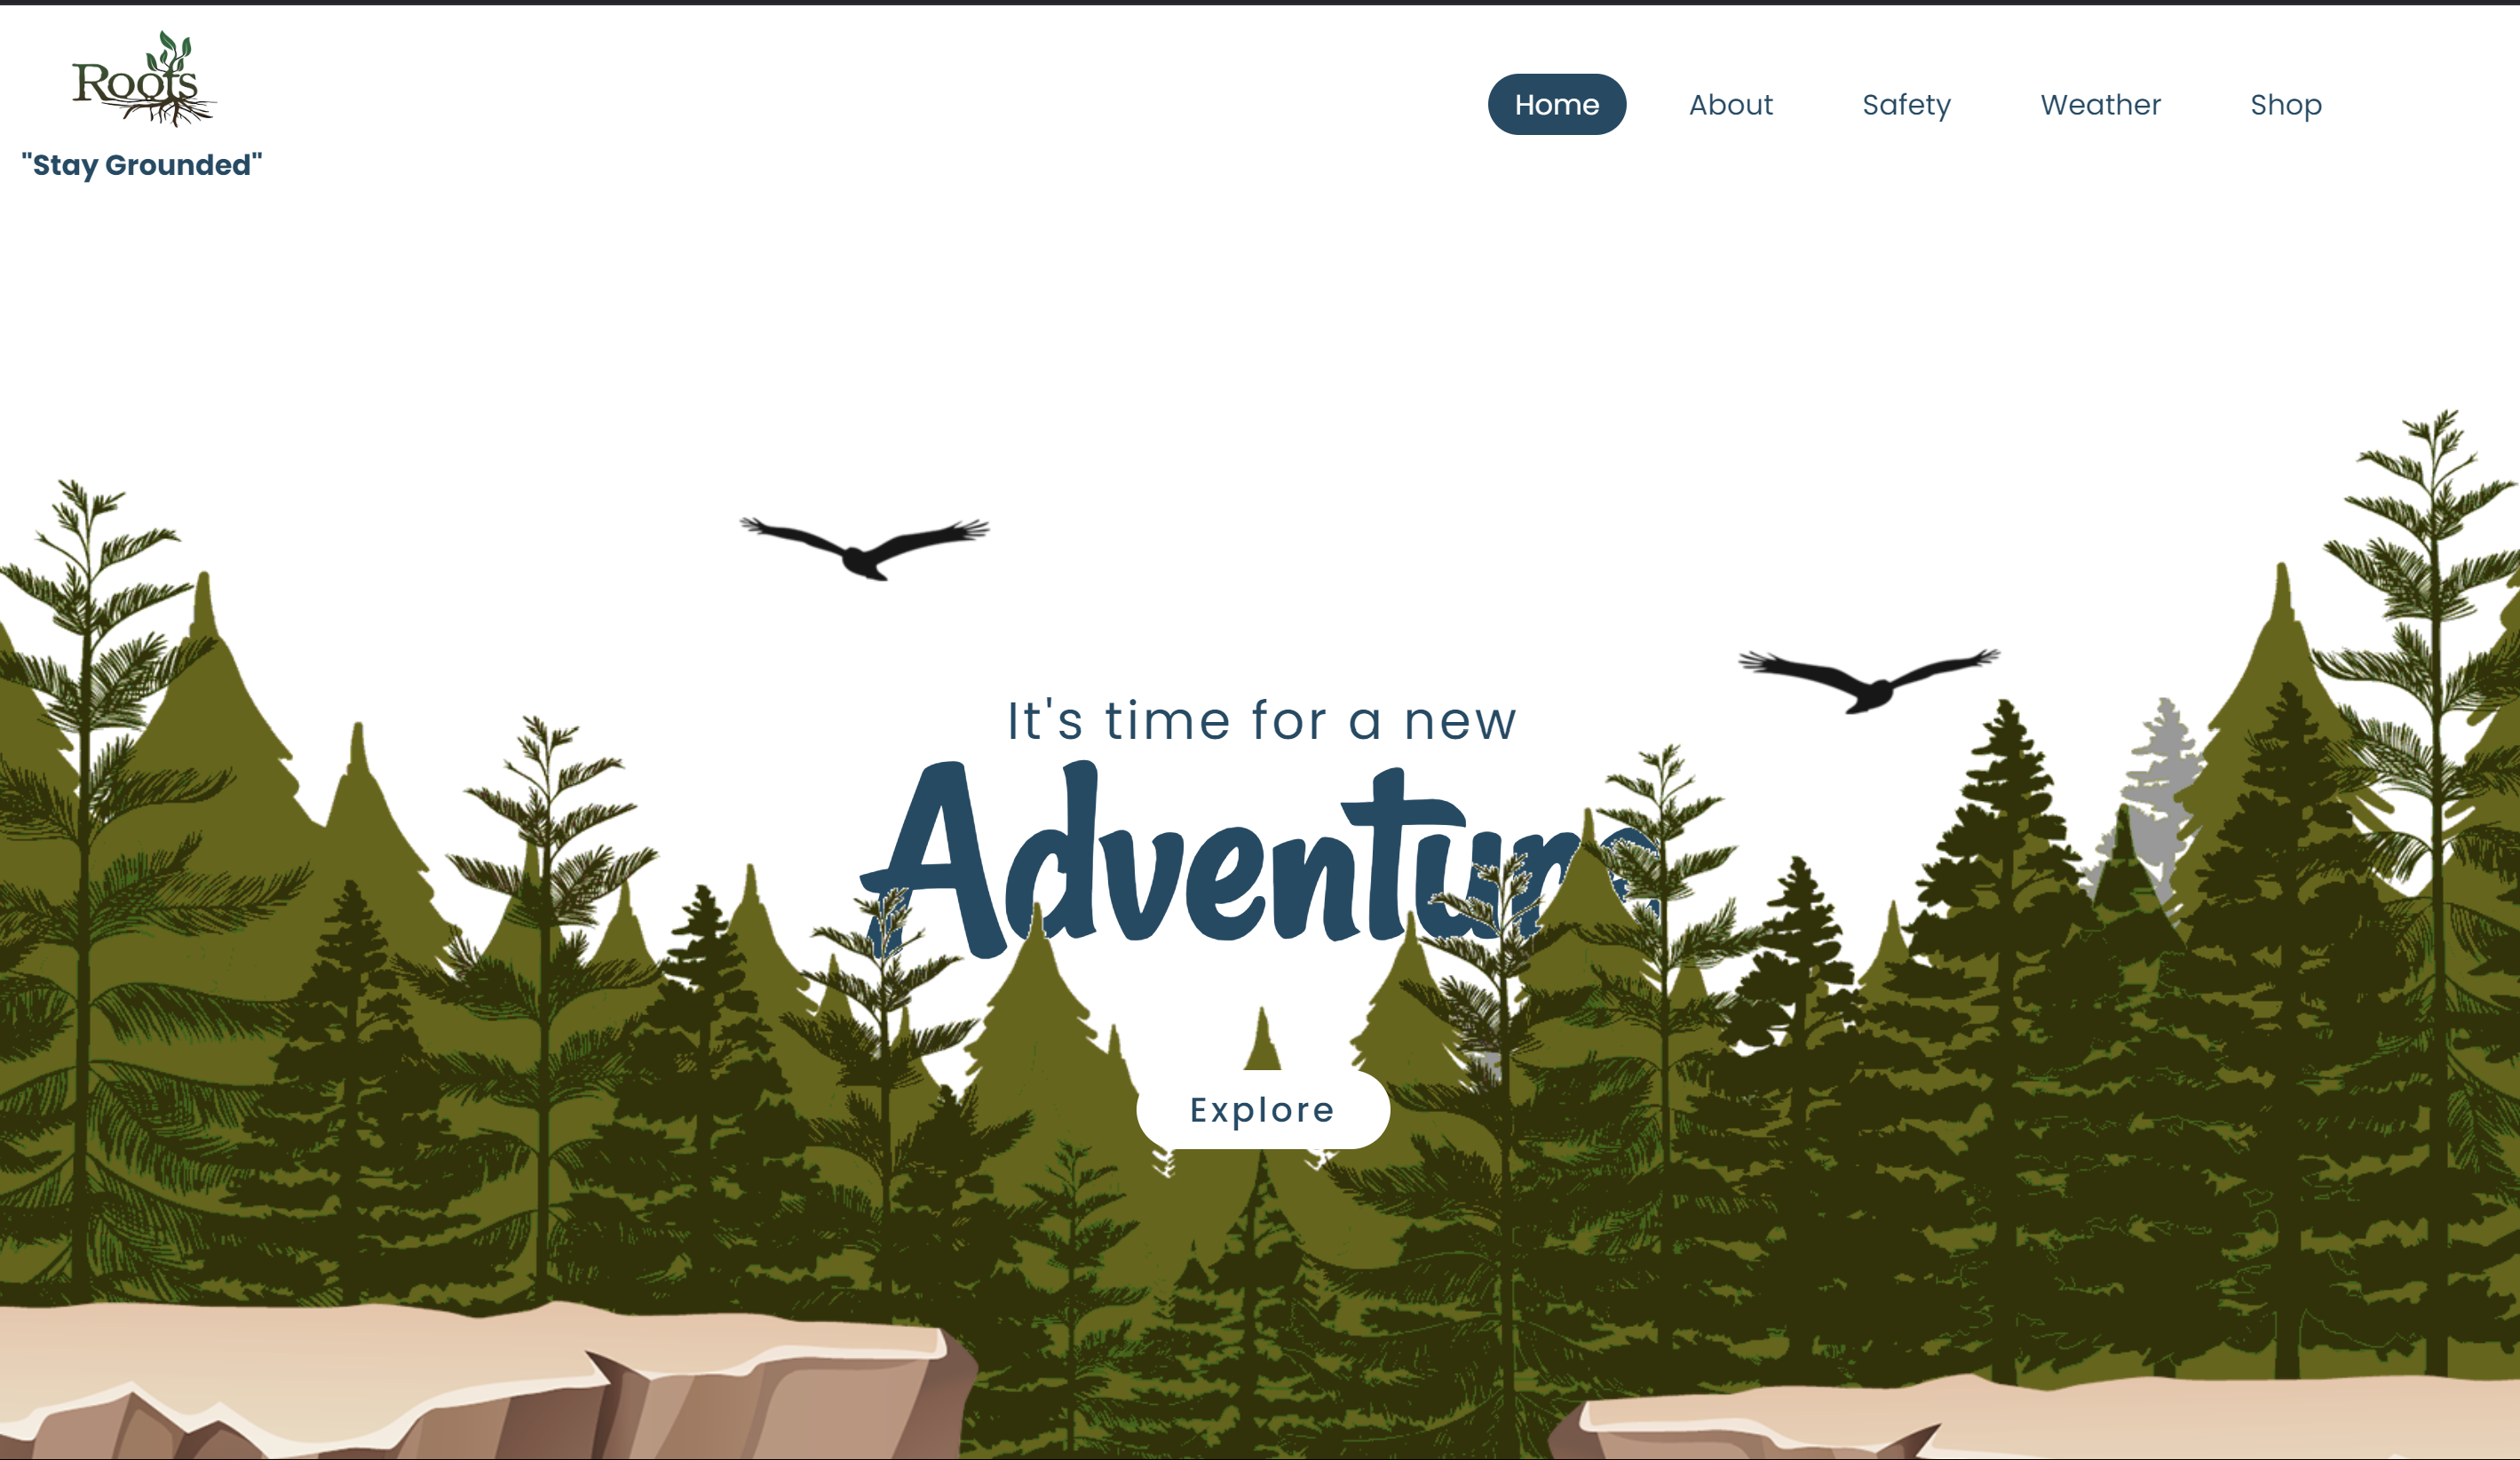 Roots
"Stay Grounded"
Home About Safety Weather Shop
It's time for a new
Adventure
Explore